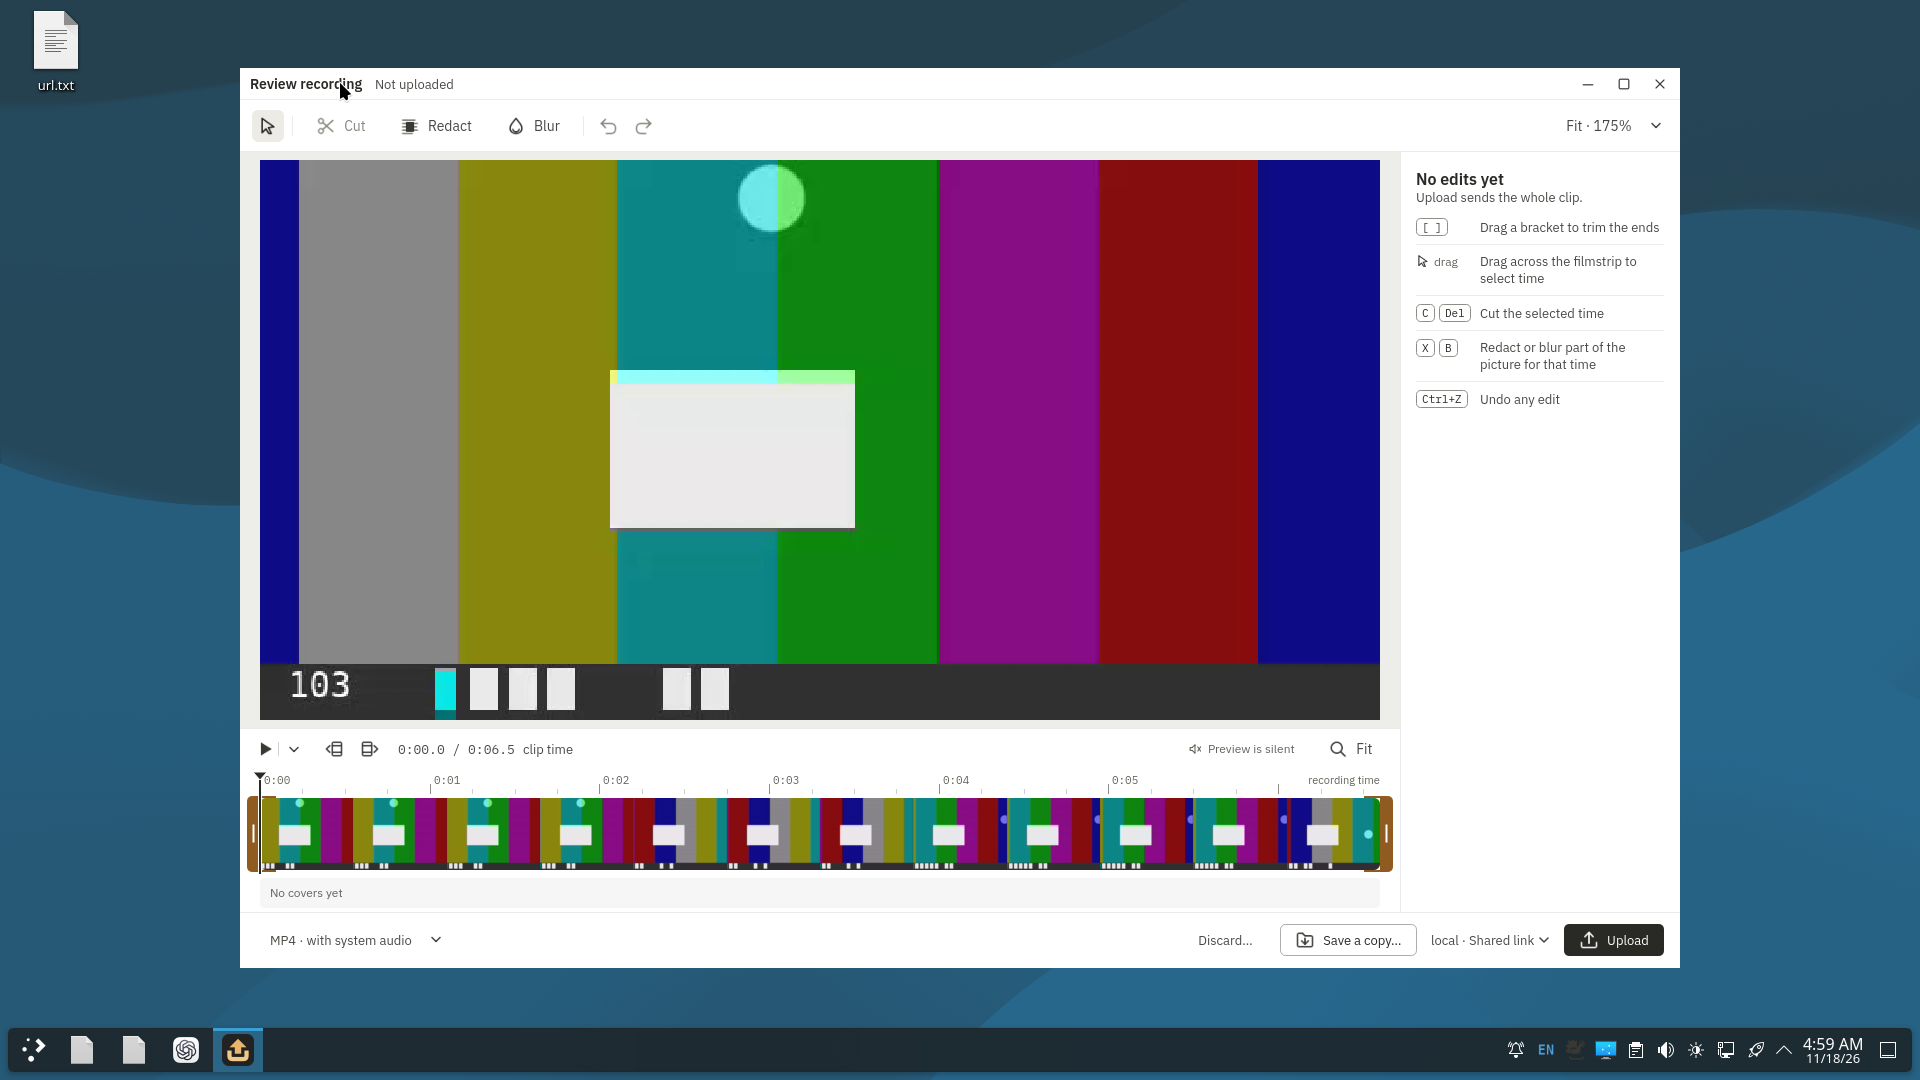 url.txt
Review recording Not uploaded
Cut Redact Blur Fit · 175%
No edits yet
Upload sends the whole clip.
[ ] Drag a bracket to trim the ends
drag Drag across the filmstrip to
select time
C Del Cut the selected time
X B Redact or blur part of the
picture for that time
Ctrl+Z Undo any edit
103
0:00.0 / 0:06.5 clip time Preview is silent Fit
0:00 0:01 0:02 0:03 0:04 0:05 recording time
No covers yet
MP4 · with system audio Discard... Save a copy... local · Shared link Upload
EN 4:59 AM
11/18/26